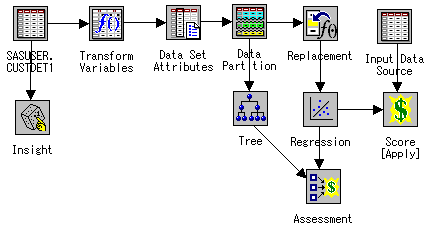 SASUSER.
CUSTDET1
Transform
Variables
Data Set
Attributes
Data
Partition
Replacement
Input Data
Source
Insight
Tree
Regression
Score
[Apply]
Assessment